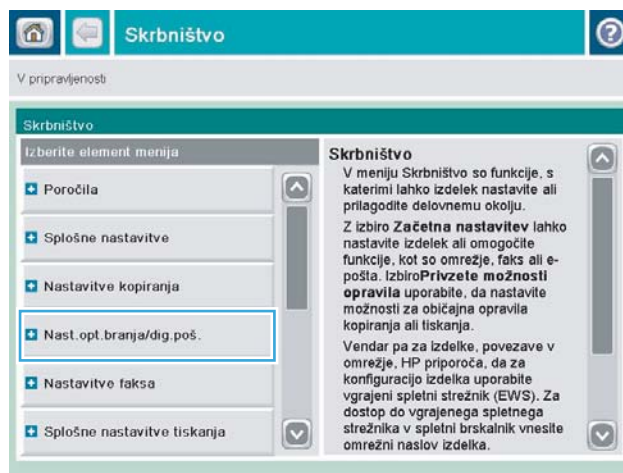 Skrbništvo
?
V pripravljenosti
Skrbništvo
Izberite element menija
Poročila
Splošne nastavitve
Nastavitve kopiranja
Nast.opt.branja/dig.poš.
Nastavitve faksa
Splošne nastavitve tiskanja
Skrbništvo
V meniju Skrbništvo so funkcije, s
katerimi lahko izdelek nastavite ali
prilagodite delovnemu okolju.
Z izbiro Začetna nastavitev lahko
nastavite izdelek ali omogočite
funkcije, kot so omrežje, faks ali e-
pošta. IzbiroPrivzete možnosti
opravila uporabite, da nastavite
možnosti za običajna opravila
kopiranja ali tiskanja.
Vendar pa za izdelke, povezave v
omrežje, HP priporoča, da za
konfiguracijo izdelka uporabite
vgrajeni spletni strežnik (EWS). Za
dostop do vgrajenega spletnega
strežnika v spletni brskalnik vnesite
omrežni naslov izdelka.